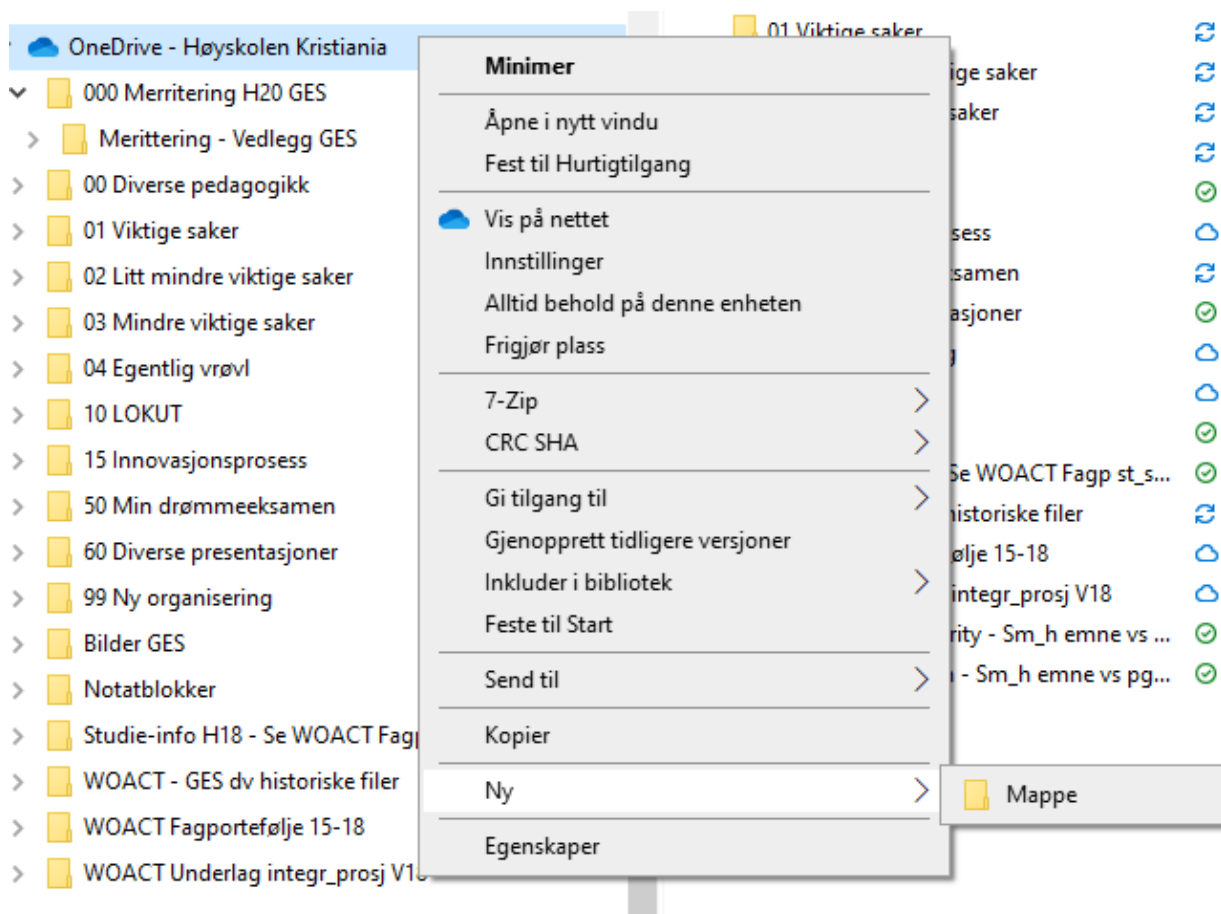 OneDrive - Høyskolen Kristiania
000 Merritering H20 GES
Merittering - Vedlegg GES
00 Diverse pedagogikk
01 Viktige saker
02 Litt mindre viktige saker
03 Mindre viktige saker
04 Egentlig vrøvl
10 LOKUT
15 Innovasjonsprosess
50 Min drømmeeksamen
60 Diverse presentasjoner
99 Ny organisering
Bilder GES
Notatblokker
Studie-info H18 - Se WOACT Fag
WOACT - GES dv historiske filer
WOACT Fagportefølje 15-18
WOACT Underlag integr_prosj V18
Minimer
Åpne i nytt vindu
Fest til Hurtigtilgang
Vis på nettet
Innstillinger
Alltid behold på denne enheten
Frigjør plass
7-Zip
CRC SHA
Gi tilgang til
Gjenopprett tidligere versjoner
Inkluder i bibliotek
Feste til Start
Send til
Kopier
Ny
Egenskaper
Mappe
01 Viktige saker
ige saker
saker
sess
samen
asjoner
g
Se WOACT Fagp st_s...
historiske filer
ølje 15-18
integr_prosj V18
rity - Sm_h emne vs ...
- Sm_h emne vs pg...